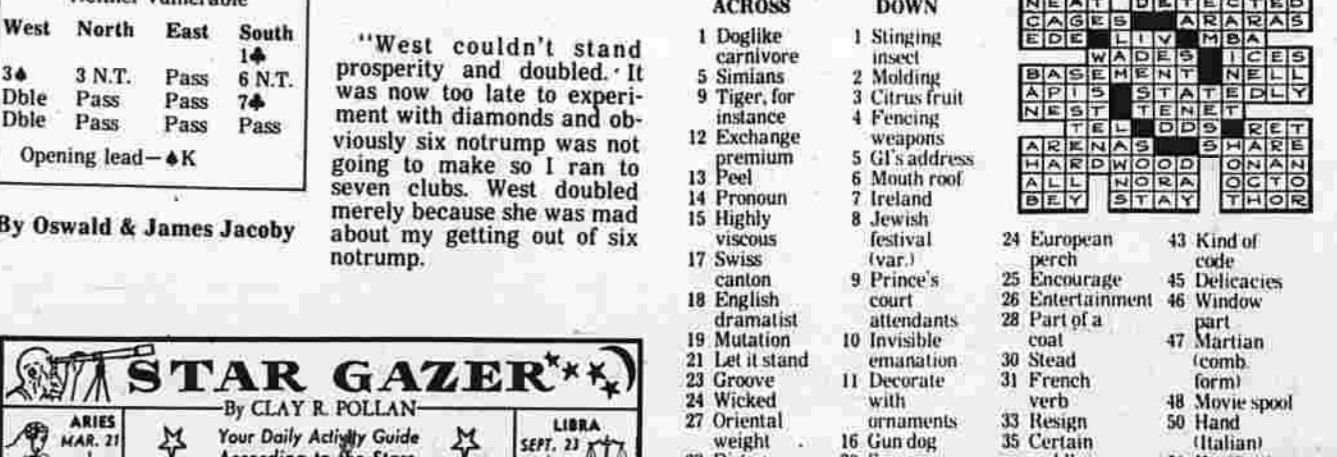 Neither vulnerable
West North East South
1♣
3♠ 3 N.T. Pass 6 N.T.
Dble Pass Pass 7♣
Dble Pass Pass Pass
Opening lead—♠K
By Oswald & James Jacoby
"West couldn't stand
prosperity and doubled. It
was now too late to experi-
ment with diamonds and ob-
viously six notrump was not
going to make so I ran to
seven clubs. West doubled
merely because she was mad
about my getting out of six
notrump.
STAR GAZER
By CLAY R. POLLAN
ARIES
MAR. 21
Your Daily Activity Guide
According to the Stars
LIBRA
SEPT. 23
ACROSS
1 Doglike
carnivore
5 Simians
9 Tiger, for
instance
12 Exchange
premium
13 Peel
14 Pronoun
15 Highly
viscous
17 Swiss
canton
18 English
dramatist
19 Mutation
21 Let it stand
23 Groove
24 Wicked
27 Oriental
weight
DOWN
1 Stinging
insect
2 Molding
3 Citrus fruit
4 Fencing
weapons
5 GI's address
6 Mouth roof
7 Ireland
8 Jewish
festival
(var.)
9 Prince's
court
attendants
10 Invisible
emanation
11 Decorate
with
ornaments
16 Gun dog
NEAT DETECTED
CAGES ARARAS
EDE LIV MBA
WADES ICES
BASEMENT NELL
APIS STATEDLY
NEST TENET
TEL DDS RET
ARENAS SHARE
HARDWOOD ONAN
ALL NORA OCTO
BEY STAY THOR
24 European
perch
25 Encourage
26 Entertainment
28 Part of a
coat
30 Stead
31 French
verb
33 Resign
35 Certain
43 Kind of
code
45 Delicacies
46 Window
part
47 Martian
(comb.
form)
48 Movie spool
50 Hand
(Italian)